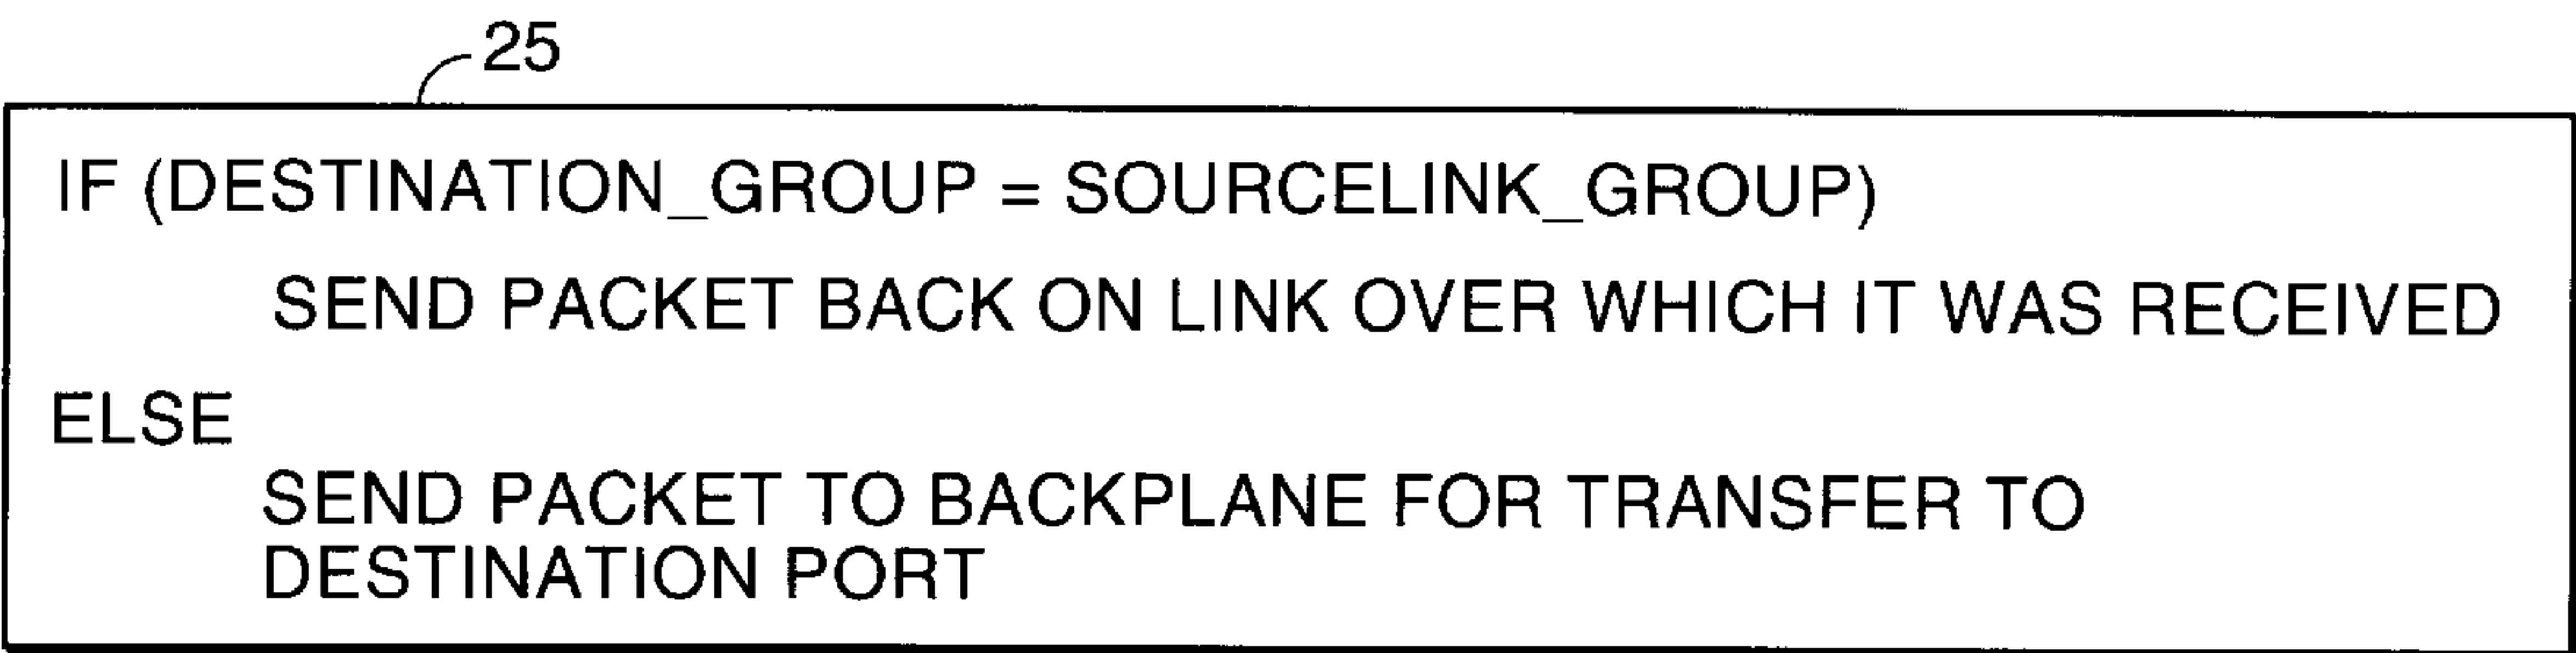 25
IF (DESTINATION_GROUP = SOURCELINK_GROUP)
SEND PACKET BACK ON LINK OVER WHICH IT WAS RECEIVED
ELSE
SEND PACKET TO BACKPLANE FOR TRANSFER TO
DESTINATION PORT